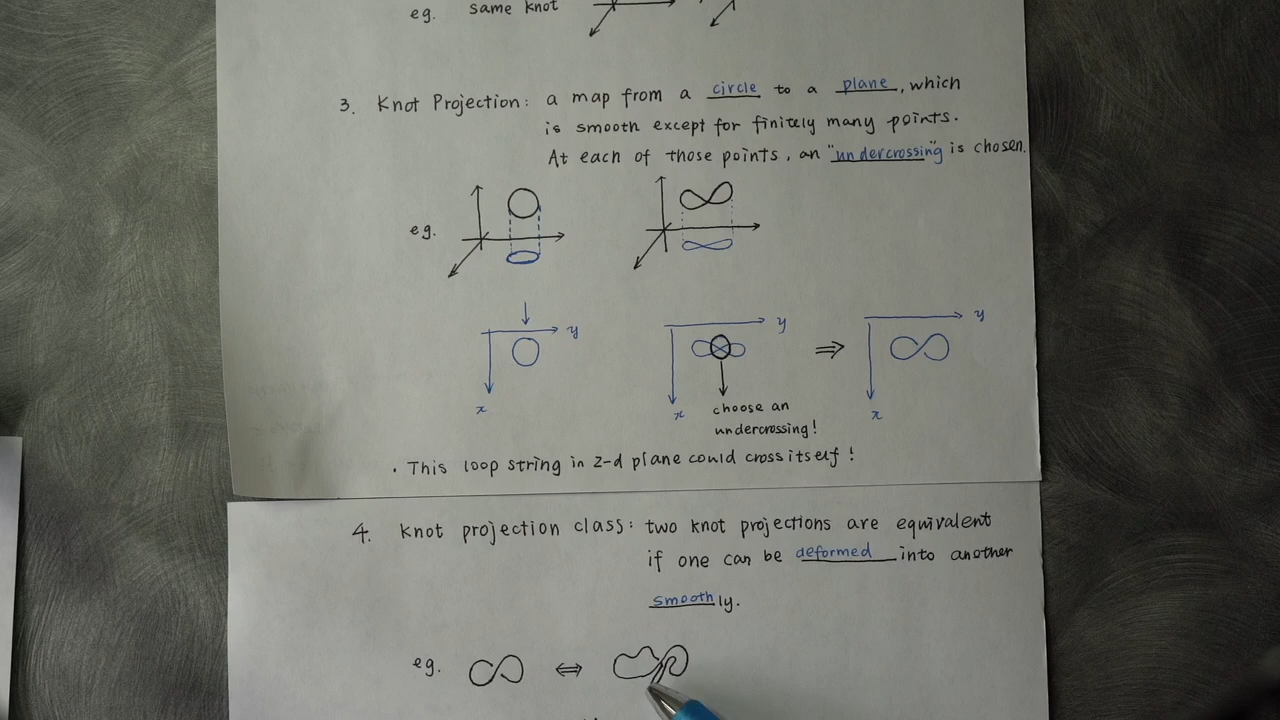 eg. same knot
3. Knot Projection: a map from a circle to a plane, which
is smooth except for finitely many points.
At each of those points, an "undercrossing" is chosen.
eg.
y
x
y
x
choose an
undercrossing!
y
x
. This loop string in 2-d plane could cross itself!
4. Knot projection class: two knot projections are equivalent
if one can be deformed into another
smoothly.
eg.